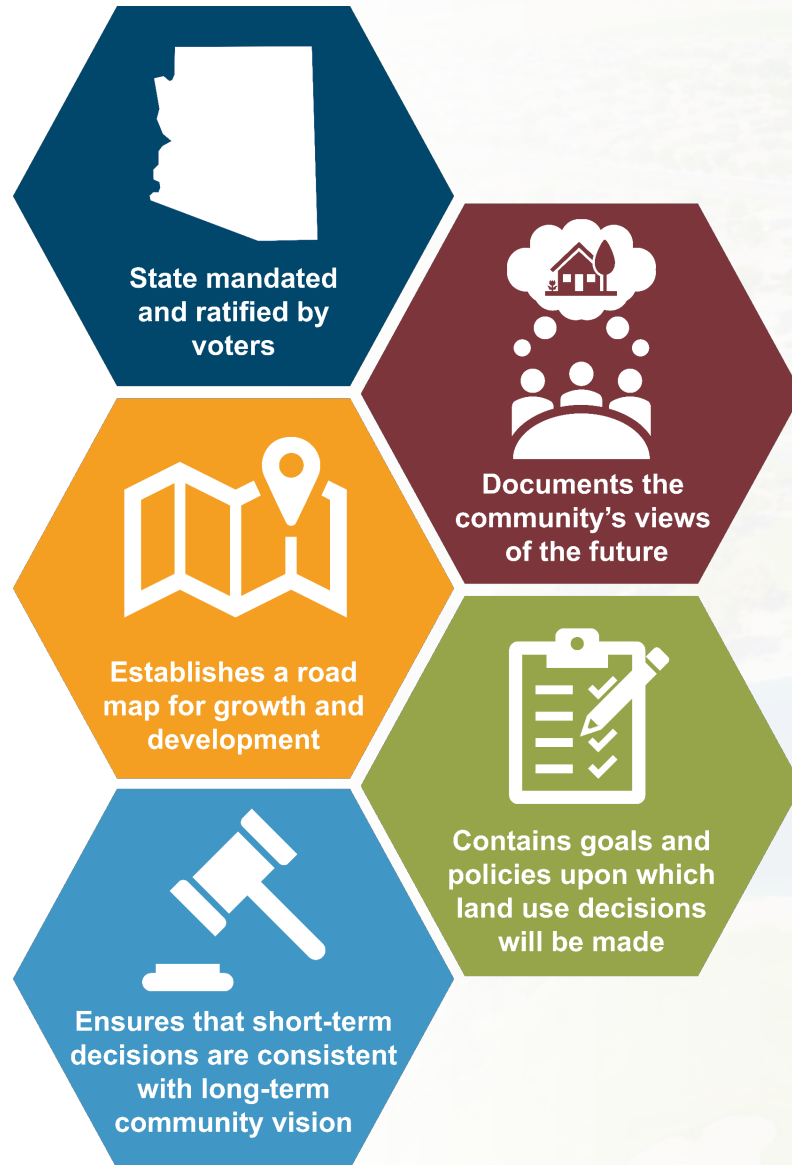 State mandated
and ratified by
voters
Documents the
community’s views
of the future
Establishes a road
map for growth and
development
Contains goals and
policies upon which
land use decisions
will be made
Ensures that short-term
decisions are consistent
with long-term
community vision